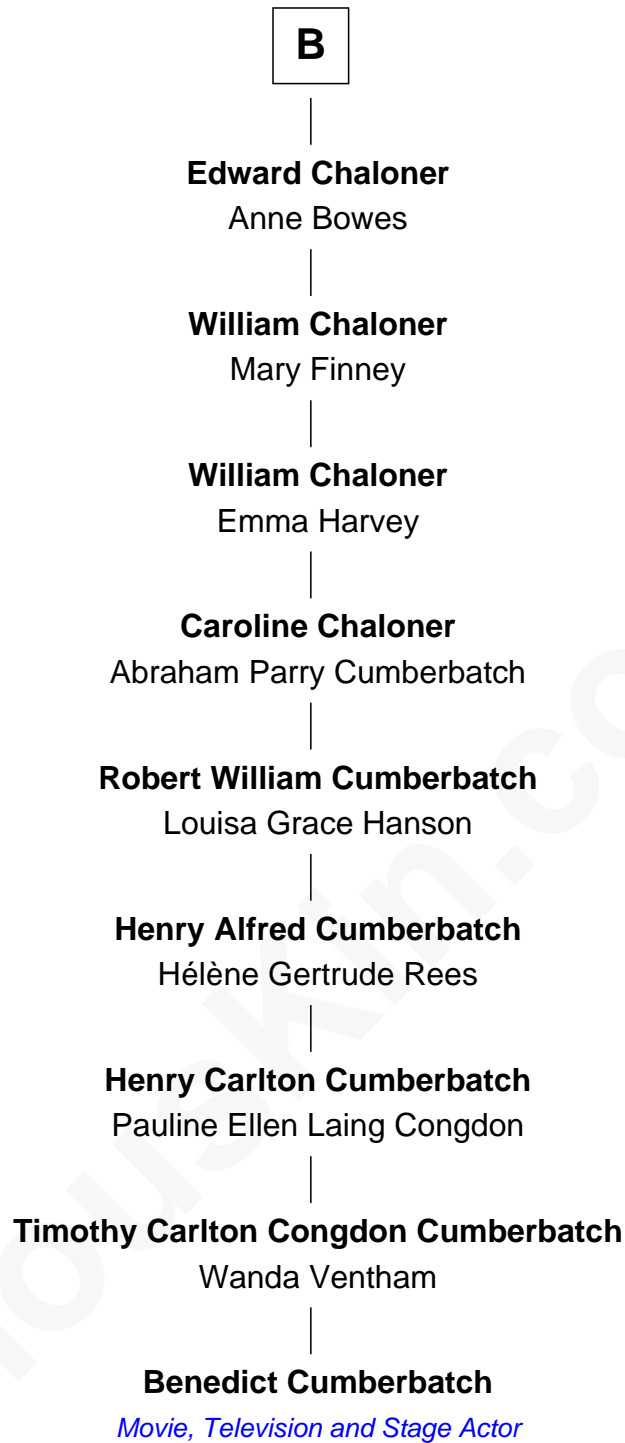 B
Edward Chaloner
Anne Bowes
William Chaloner
Mary Finney
William Chaloner
Emma Harvey
Caroline Chaloner
Abraham Parry Cumberbatch
Robert William Cumberbatch
Louisa Grace Hanson
Henry Alfred Cumberbatch
Hélène Gertrude Rees
Henry Carlton Cumberbatch
Pauline Ellen Laing Congdon
Timothy Carlton Congdon Cumberbatch
Wanda Ventham
Benedict Cumberbatch
Movie, Television and Stage Actor